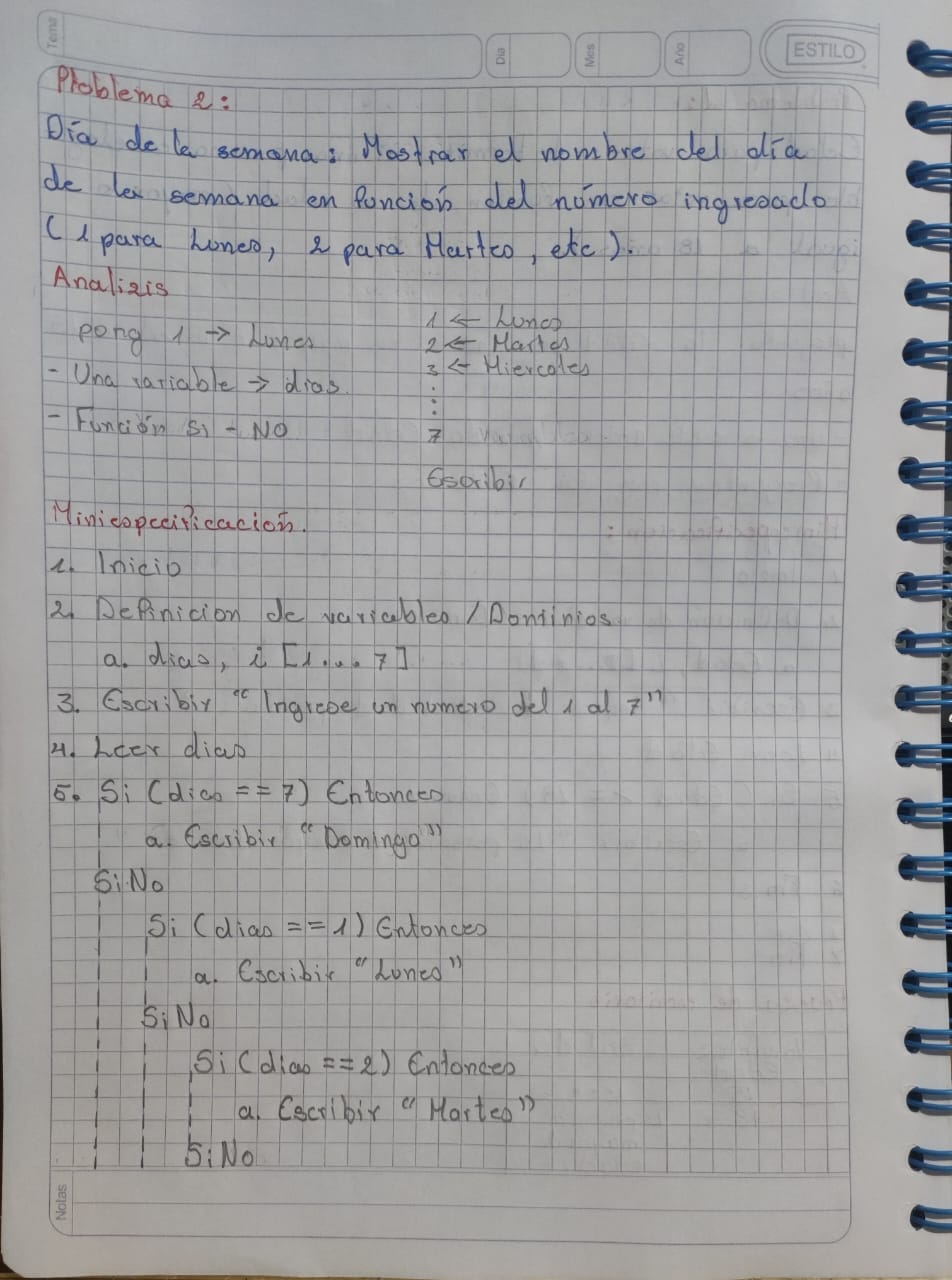 Tema
Día
Mes
Año
ESTILO
Problema 2:
Día de la semana: Mostrar el nombre del día
de la semana en función del número ingresado
(1 para Lunes, 2 para Martes, etc).
Analizis
pong 1 → Lunes
- Una variable → dias.
- Función Si - NO
1 ← Lunes
2 ← Martes
3 ← Miercoles
:
:
7
Escribir
Miniespecificación.
1. Inicio
2. Definicion de variables / Dominios
a. dias, i [1... 7]
3. Escribir "Ingrese un numero del 1 al 7"
4. Leer dias
5. Si (dias == 7) Entonces
a. Escribir "Domingo"
SiNo
Si (dias == 1) Entonces
a. Escribir "Lunes"
SiNo
Si (dias == 2) Entonces
a. Escribir "Martes"
SiNo
Notas